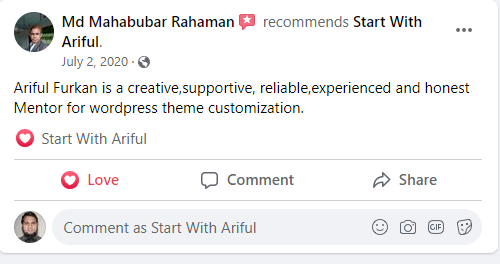 Md Mahabubar Rahaman recommends Start With
Ariful.
July 2, 2020 ·
Ariful Furkan is a creative,supportive, reliable,experienced and honest
Mentor for wordpress theme customization.
Start With Ariful
Love Comment Share
Comment as Start With Ariful GIF